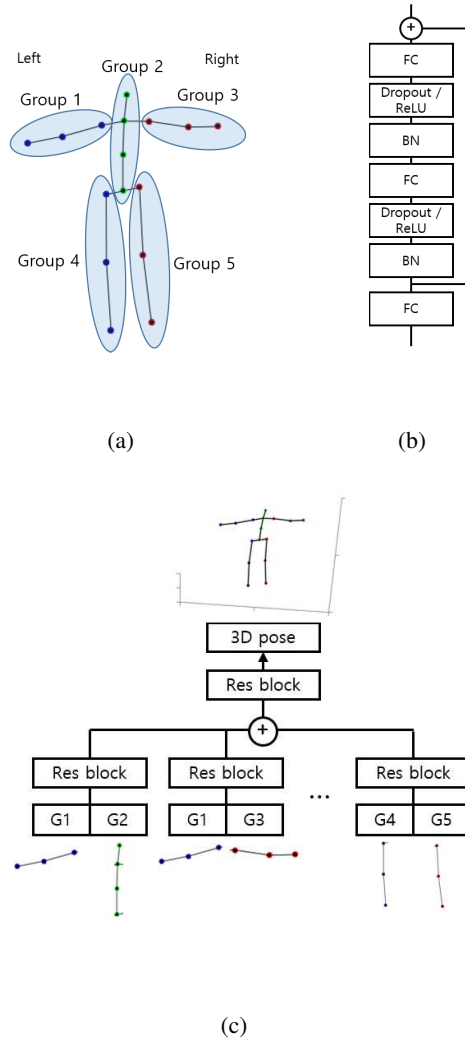 Left
Group 2
Right
Group 1
Group 3
Group 4
Group 5
(a)
+
FC
Dropout /
ReLU
BN
FC
Dropout /
ReLU
BN
FC
(b)
3D pose
Res block
+
Res block
Res block
Res block
G1 G2
G1 G3
...
G4 G5
(c)